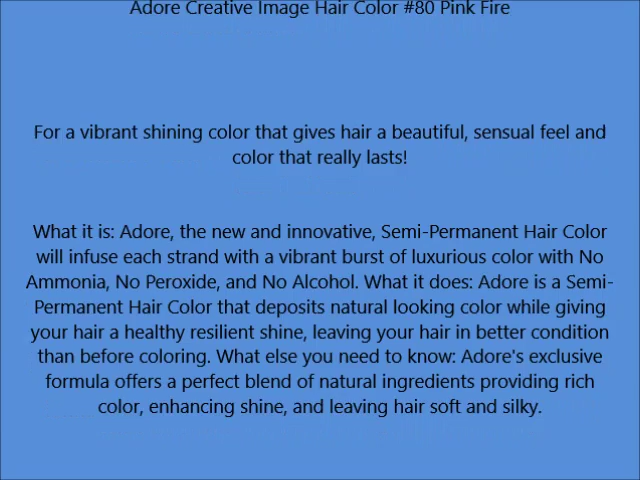 Adore Creative Image Hair Color #80 Pink Fire
For a vibrant shining color that gives hair a beautiful, sensual feel and
color that really lasts!
What it is: Adore, the new and innovative, Semi-Permanent Hair Color
will infuse each strand with a vibrant burst of luxurious color with No
Ammonia, No Peroxide, and No Alcohol. What it does: Adore is a Semi-
Permanent Hair Color that deposits natural looking color while giving
your hair a healthy resilient shine, leaving your hair in better condition
than before coloring. What else you need to know: Adore's exclusive
formula offers a perfect blend of natural ingredients providing rich
color, enhancing shine, and leaving hair soft and silky.